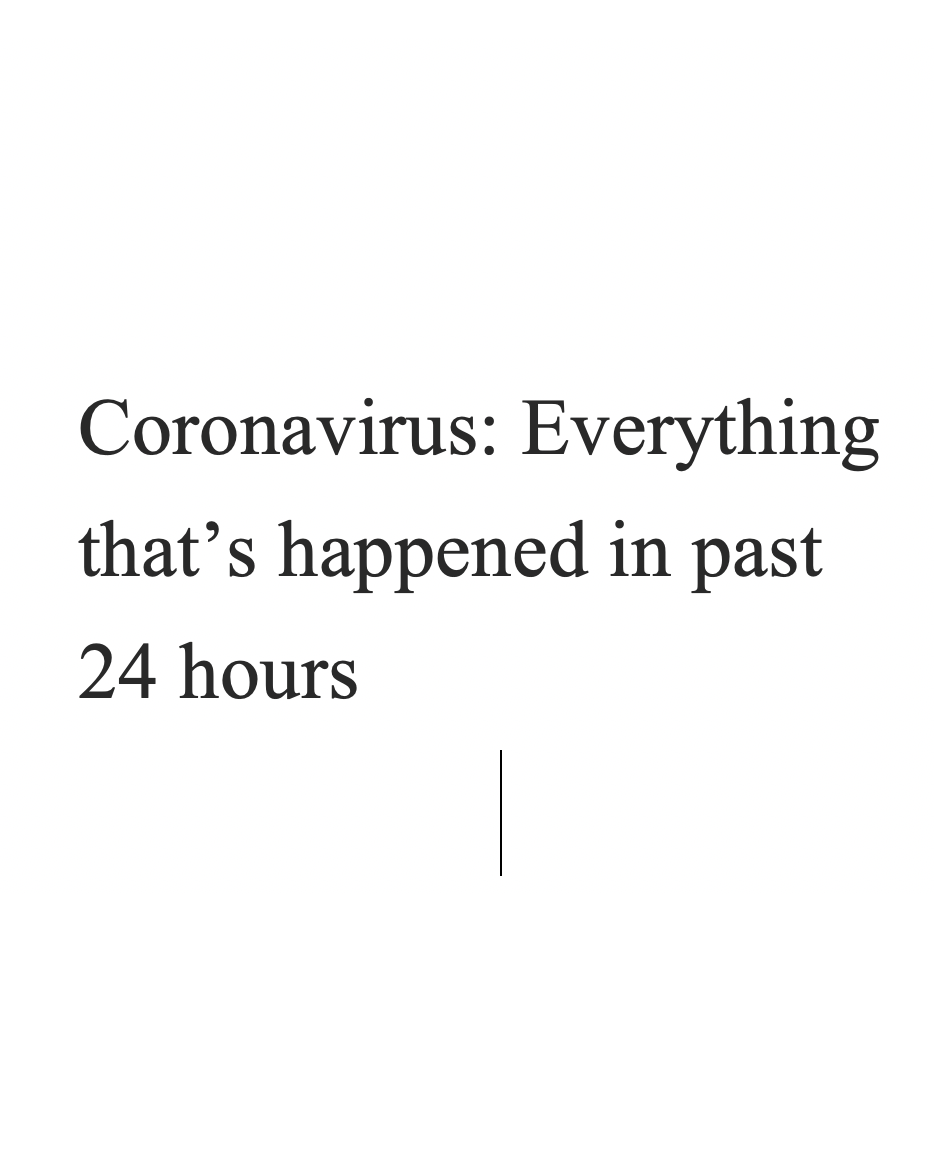 Coronavirus: Everything
that’s happened in past
24 hours